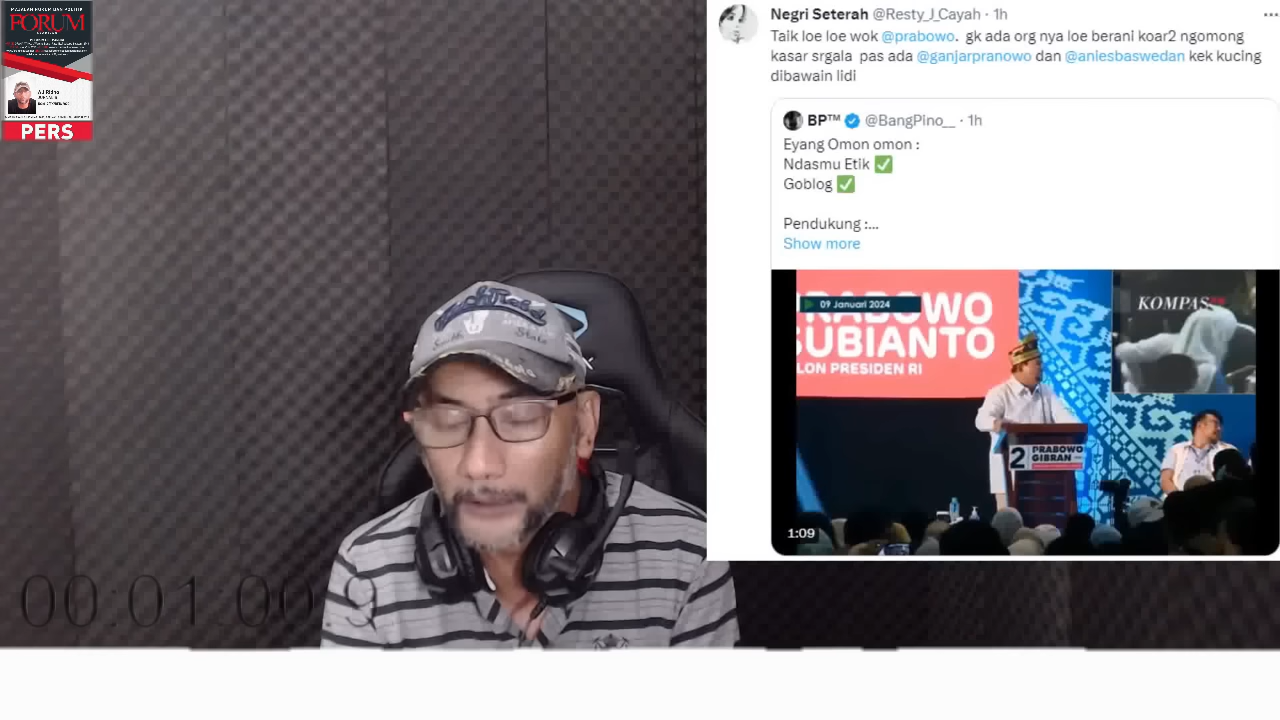 FORUM
PERS
Negri Seterah @Resty_J_Cayah · 1h
Taik loe loe wok @prabowo. gk ada org nya loe berani koar2 ngomong
kasar srgala pas ada @ganjarpranowo dan @aniesbaswedan kek kucing
dibawain lidi
BP™ @BangPino__ · 1h
Eyang Omon omon :
Ndasmu Etik ✅
Goblog ✅
Pendukung :...
Show more
09 Januari 2024
PRABOWO
SUBIANTO
LON PRESIDEN RI
KOMPAS
2 PRABOWO
GIBRAN
1:09
00:01:00.9